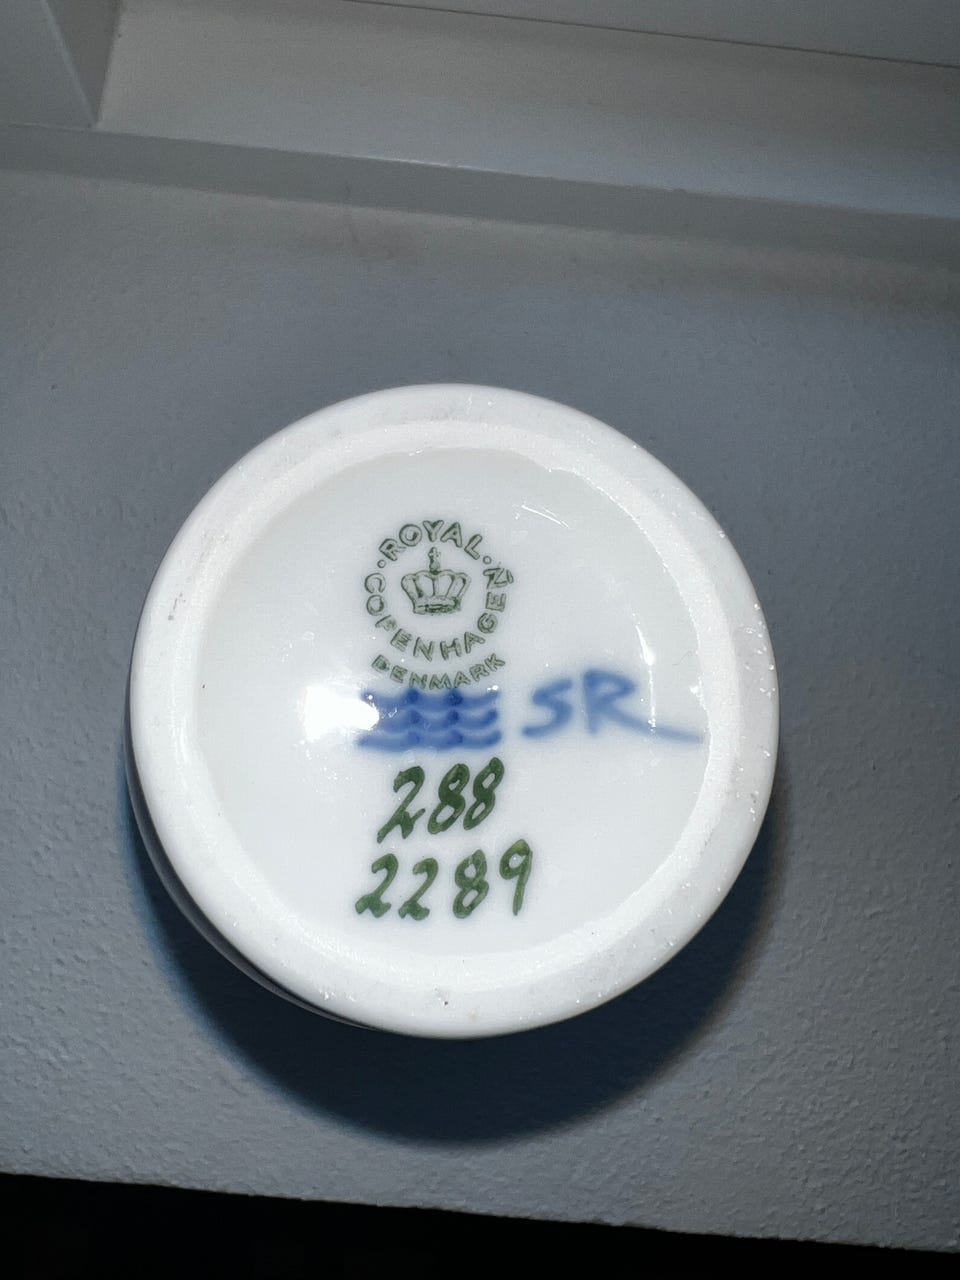 ROYAL
COPENHAGEN
DENMARK
SR
288
2289